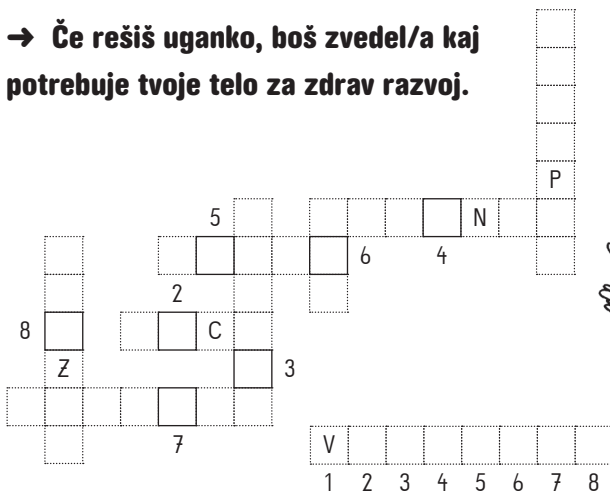 → Če rešiš uganko, boš zvedel/a kaj
potrebuje tvoje telo za zdrav razvoj.
P
5 N
6 4
2
8 C
Z 3
7
V
1 2 3 4 5 6 7 8